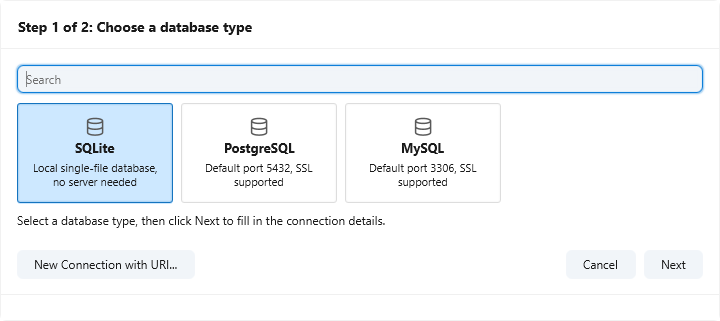 Step 1 of 2: Choose a database type
Search
SQLite
Local single-file database,
no server needed
PostgreSQL
Default port 5432, SSL
supported
MySQL
Default port 3306, SSL
supported
Select a database type, then click Next to fill in the connection details.
New Connection with URI...
Cancel
Next